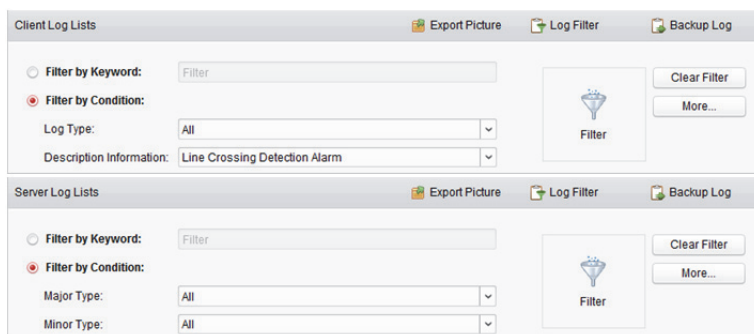 Client Log Lists Export Picture Log Filter Backup Log
Filter by Keyword: Filter Clear Filter
Filter by Condition: More...
Log Type: All Filter
Description Information: Line Crossing Detection Alarm
Server Log Lists Export Picture Log Filter Backup Log
Filter by Keyword: Filter Clear Filter
Filter by Condition: More...
Major Type: All Filter
Minor Type: All